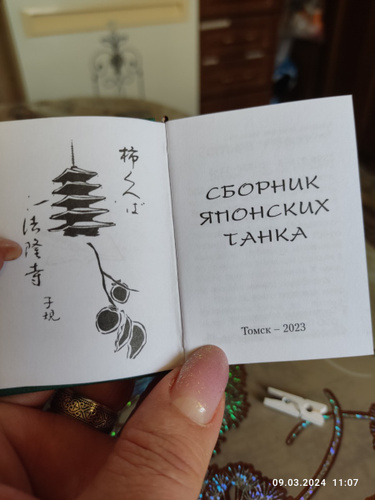 柿くへば
法隆寺
子規
СБОРНИК
ЯПОНСКИХ
ТАНКА
Томск – 2023
09.03.2024 11:07